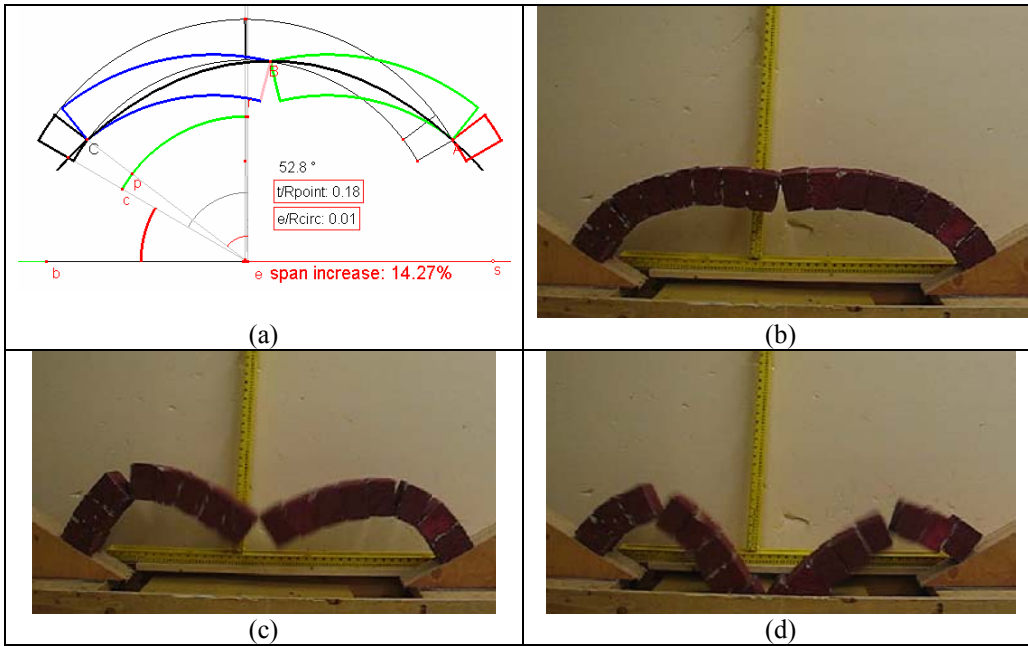 B
C
A
52.8 °
t/Rpoint: 0.18
e/Rcirc: 0.01
p
c
b
e
s
span increase: 14.27%
(a)
(b)
(c)
(d)